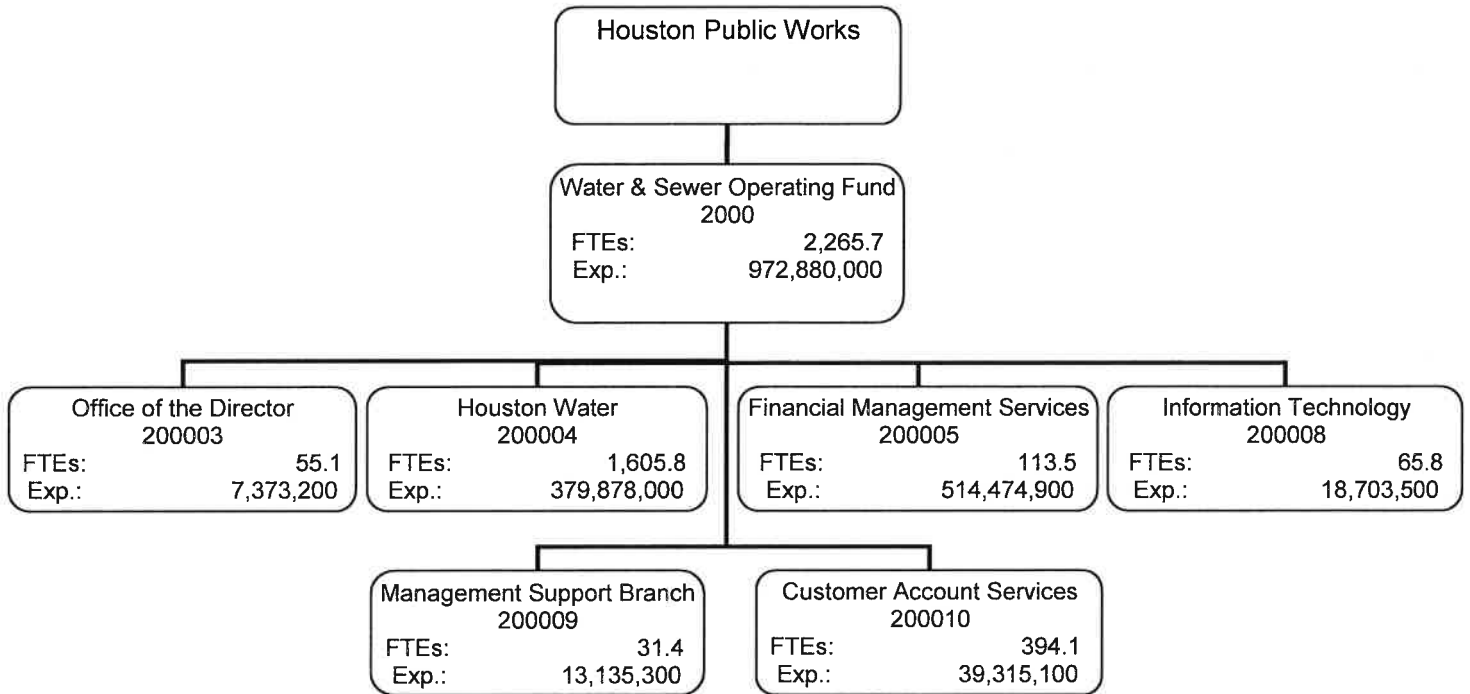 Houston Public Works
Water & Sewer Operating Fund
2000
FTEs: 2,265.7
Exp.: 972,880,000
Office of the Director
200003
FTEs: 55.1
Exp.: 7,373,200
Houston Water
200004
FTEs: 1,605.8
Exp.: 379,878,000
Financial Management Services
200005
FTEs: 113.5
Exp.: 514,474,900
Information Technology
200008
FTEs: 65.8
Exp.: 18,703,500
Management Support Branch
200009
FTEs: 31.4
Exp.: 13,135,300
Customer Account Services
200010
FTEs: 394.1
Exp.: 39,315,100